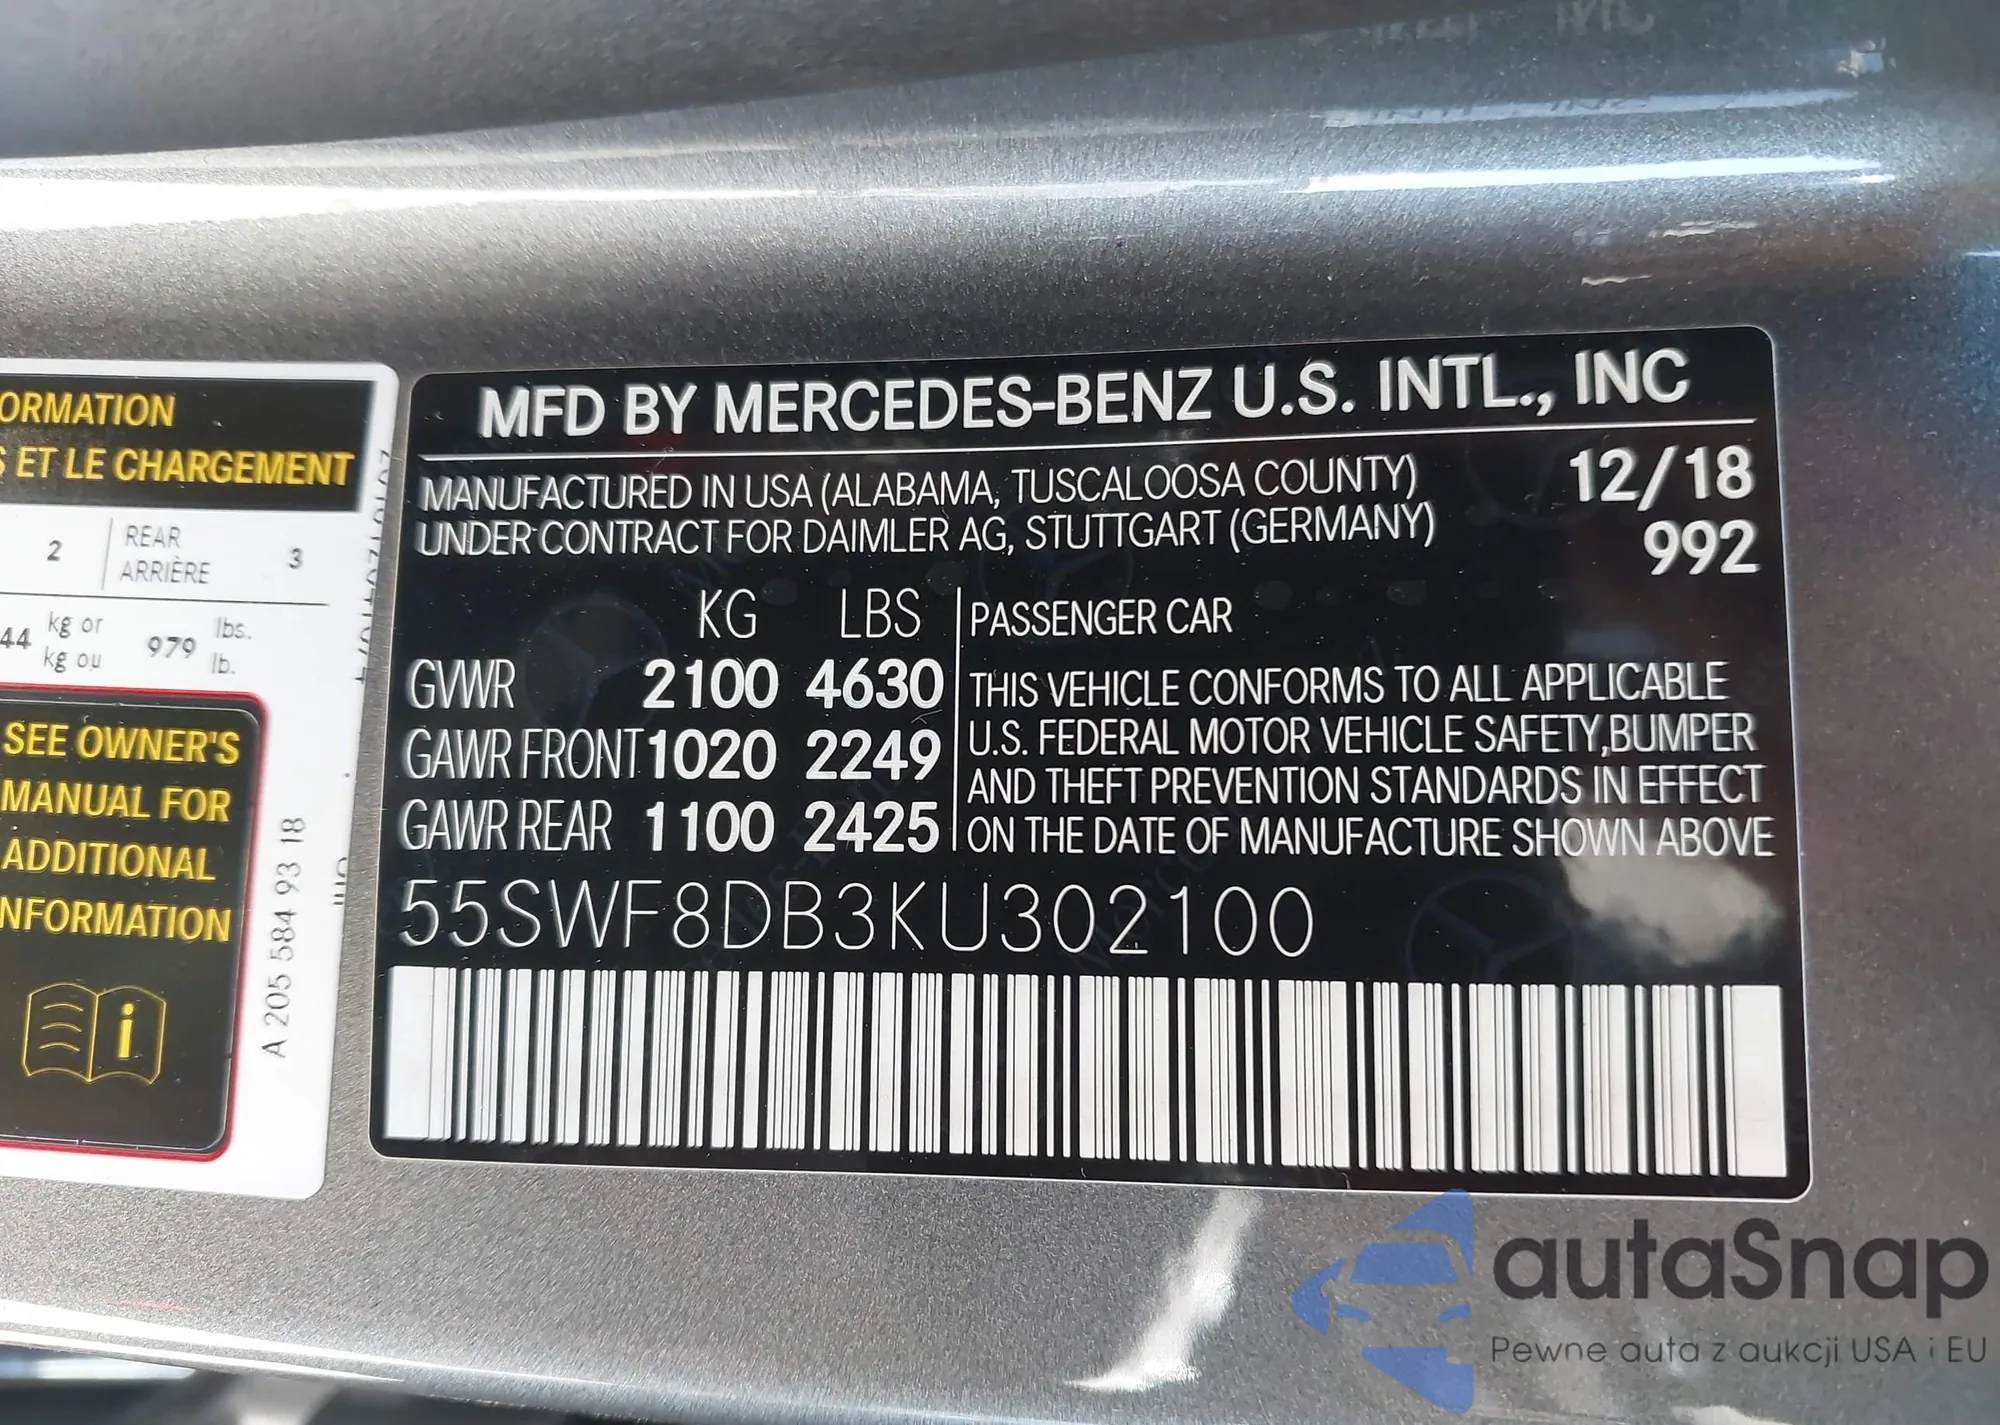 ORMATION
S ET LE CHARGEMENT
2 REAR
ARRIÈRE 3
44 kg or
kg ou 979 lbs.
lb.
SEE OWNER'S
MANUAL FOR
ADDITIONAL
NFORMATION
i
A 205 584 93 18
MFD BY MERCEDES-BENZ U.S. INTL., INC
MANUFACTURED IN USA (ALABAMA, TUSCALOOSA COUNTY) 12/18
UNDER CONTRACT FOR DAIMLER AG, STUTTGART (GERMANY) 992
KG LBS PASSENGER CAR
GVWR 2100 4630
GAWR FRONT 1020 2249
GAWR REAR 1100 2425
THIS VEHICLE CONFORMS TO ALL APPLICABLE
U.S. FEDERAL MOTOR VEHICLE SAFETY,BUMPER
AND THEFT PREVENTION STANDARDS IN EFFECT
ON THE DATE OF MANUFACTURE SHOWN ABOVE
55SWF8DB3KU302100
autaSnap
Pewne auta z aukcji USA i EU